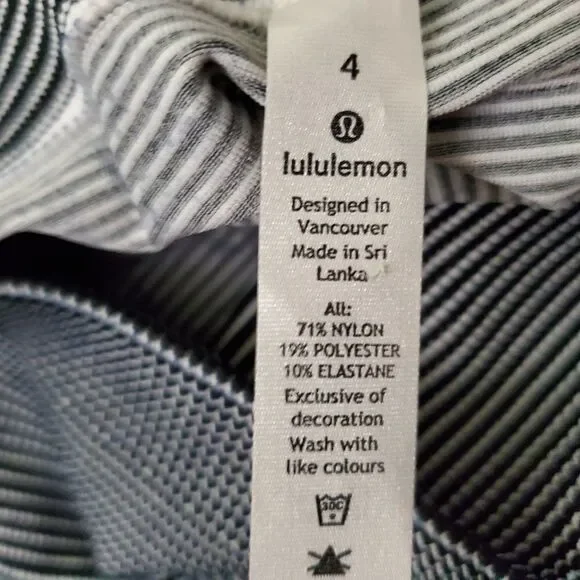 4
lululemon
Designed in
Vancouver
Made in Sri
Lanka
All:
71% NYLON
19% POLYESTER
10% ELASTANE
Exclusive of
decoration
Wash with
like colours
30C